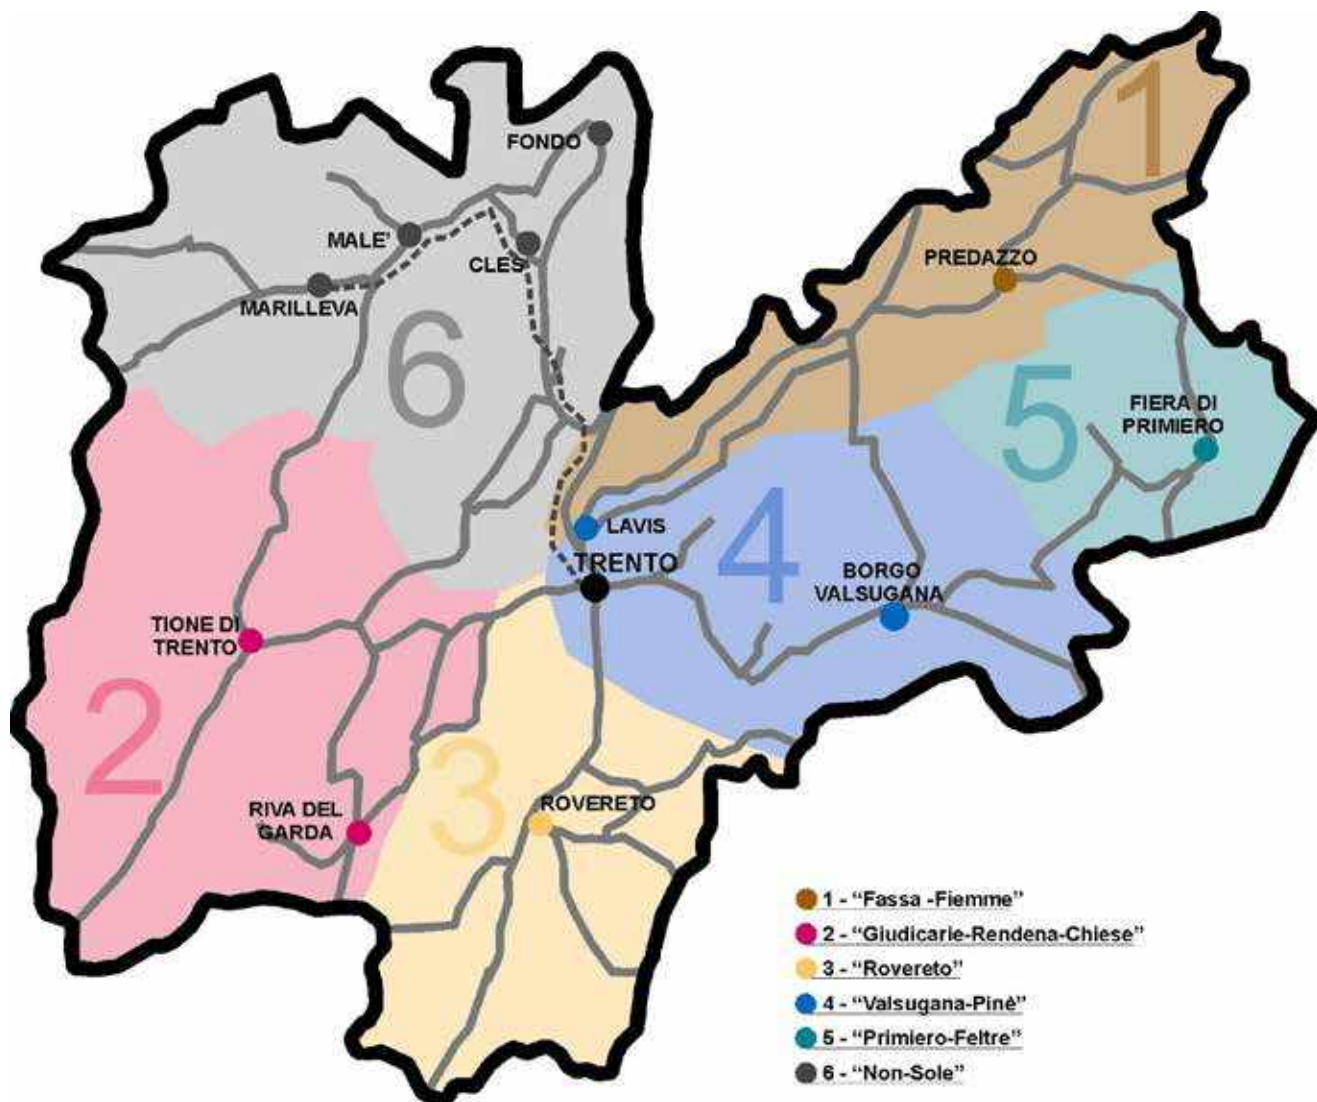 1
FONDO
MALE'
CLES
PREDAZZO
MARILLEVA
6
5
FIERA DI
PRIMIERO
LAVIS
4
TRENTO
BORGO
VALSUGANA
TIONE DI
TRENTO
2
3
RIVA DEL
GARDA
ROVERETO
1 - “Fassa -Fiemme”
2 - “Giudicarie-Rendena-Chiese”
3 - “Rovereto”
4 - “Valsugana-Pinè”
5 - “Primiero-Feltre”
6 - “Non-Sole”